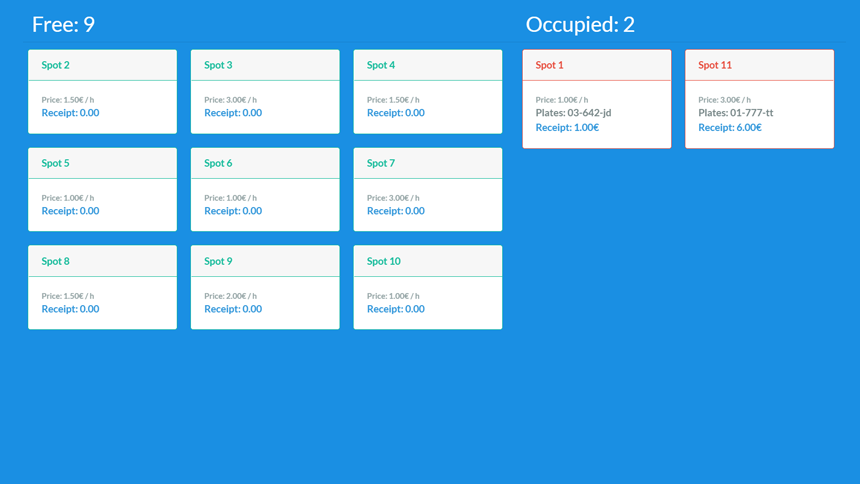 Free: 9
Spot 2
Price: 1.50€ / h
Receipt: 0.00
Spot 3
Price: 3.00€ / h
Receipt: 0.00
Spot 4
Price: 1.50€ / h
Receipt: 0.00
Spot 5
Price: 1.00€ / h
Receipt: 0.00
Spot 6
Price: 1.00€ / h
Receipt: 0.00
Spot 7
Price: 3.00€ / h
Receipt: 0.00
Spot 8
Price: 1.50€ / h
Receipt: 0.00
Spot 9
Price: 2.00€ / h
Receipt: 0.00
Spot 10
Price: 1.00€ / h
Receipt: 0.00
Occupied: 2
Spot 1
Price: 1.00€ / h
Plates: 03-642-jd
Receipt: 1.00€
Spot 11
Price: 3.00€ / h
Plates: 01-777-tt
Receipt: 6.00€